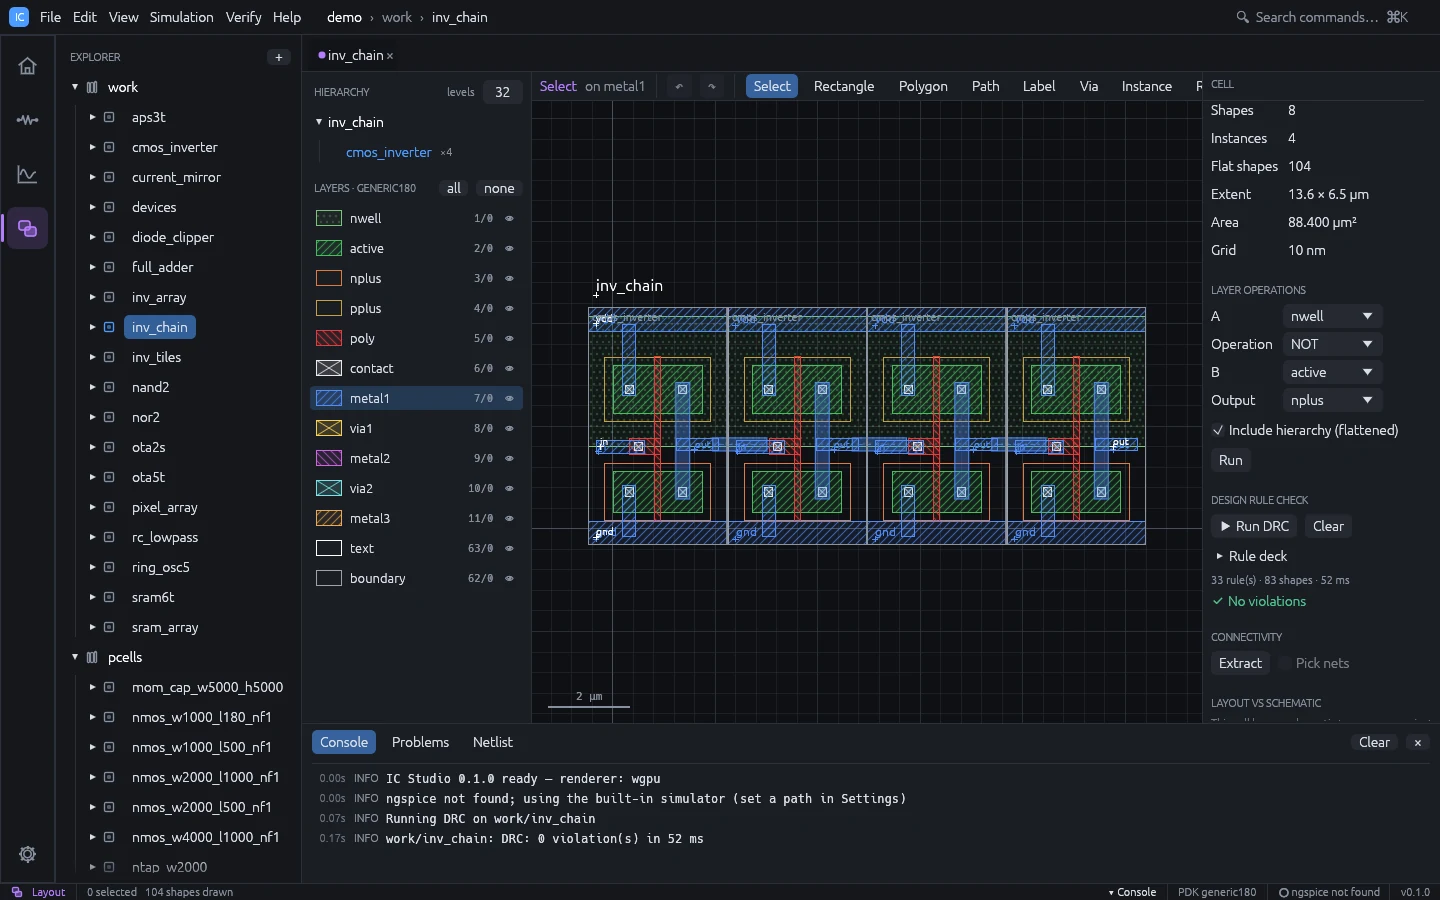 IC File Edit View Simulation Verify Help demo › work › inv_chain Search commands... ⌘K
EXPLORER +
work
aps3t
cmos_inverter
current_mirror
devices
diode_clipper
full_adder
inv_array
inv_chain
inv_tiles
nand2
nor2
ota2s
ota5t
pixel_array
rc_lowpass
ring_osc5
sram6t
sram_array
pcells
mom_cap_w5000_h5000
nmos_w1000_l180_nf1
nmos_w1000_l500_nf1
nmos_w2000_l1000_nf1
nmos_w2000_l500_nf1
nmos_w4000_l1000_nf1
ntap_w2000
inv_chain ×
HIERARCHY levels 32
inv_chain
cmos_inverter ×4
LAYERS · GENERIC180 all none
nwell 1/0
active 2/0
nplus 3/0
pplus 4/0
poly 5/0
contact 6/0
metal1 7/0
via1 8/0
metal2 9/0
via2 10/0
metal3 11/0
text 63/0
boundary 62/0
Select on metal1 Select Rectangle Polygon Path Label Via Instance R
inv_chain
cmos_inverter cmos_inverter cmos_inverter
in out
gnd gnd gnd gnd
2 µm
CELL
Shapes 8
Instances 4
Flat shapes 104
Extent 13.6 × 6.5 µm
Area 88.400 µm²
Grid 10 nm
LAYER OPERATIONS
A nwell
Operation NOT
B active
Output nplus
Include hierarchy (flattened)
Run
DESIGN RULE CHECK
Run DRC Clear
Rule deck
33 rule(s) · 83 shapes · 52 ms
No violations
CONNECTIVITY
Extract Pick nets
LAYOUT VS SCHEMATIC
Console Problems Netlist Clear ×
0.00s INFO IC Studio 0.1.0 ready — renderer: wgpu
0.00s INFO ngspice not found; using the built-in simulator (set a path in Settings)
0.07s INFO Running DRC on work/inv_chain
0.17s INFO work/inv_chain: DRC: 0 violation(s) in 52 ms
Layout 0 selected 104 shapes drawn Console PDK generic180 ngspice not found v0.1.0